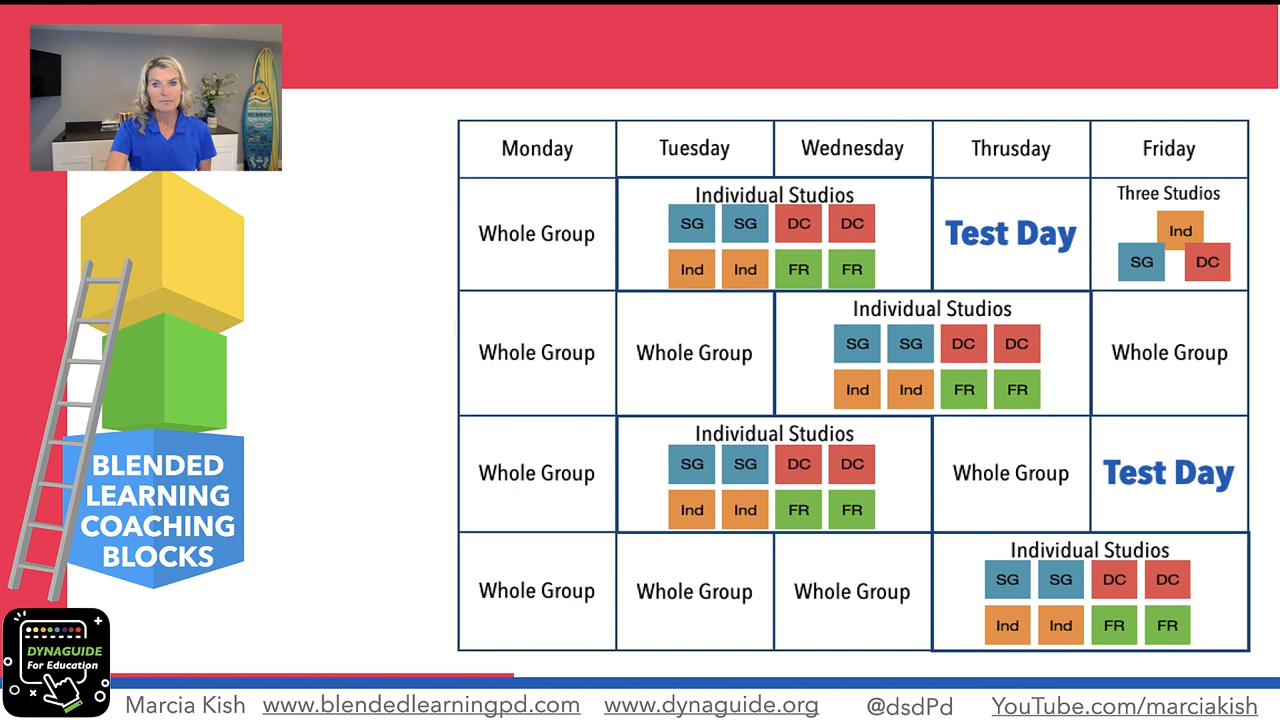 Monday Tuesday Wednesday Thrusday Friday
Whole Group
Individual Studios
SG SG DC DC
Ind Ind FR FR
Test Day
Three Studios
Ind
SG DC
Whole Group
Whole Group
Individual Studios
SG SG DC DC
Ind Ind FR FR
Whole Group
Whole Group
Individual Studios
SG SG DC DC
Ind Ind FR FR
Whole Group
Test Day
Whole Group
Whole Group
Whole Group
Individual Studios
SG SG DC DC
Ind Ind FR FR
BLENDED
LEARNING
COACHING
BLOCKS
DYNAGUIDE
For Education
Marcia Kish www.blendedlearningpd.com www.dynaguide.org @dsdPd YouTube.com/marciakish